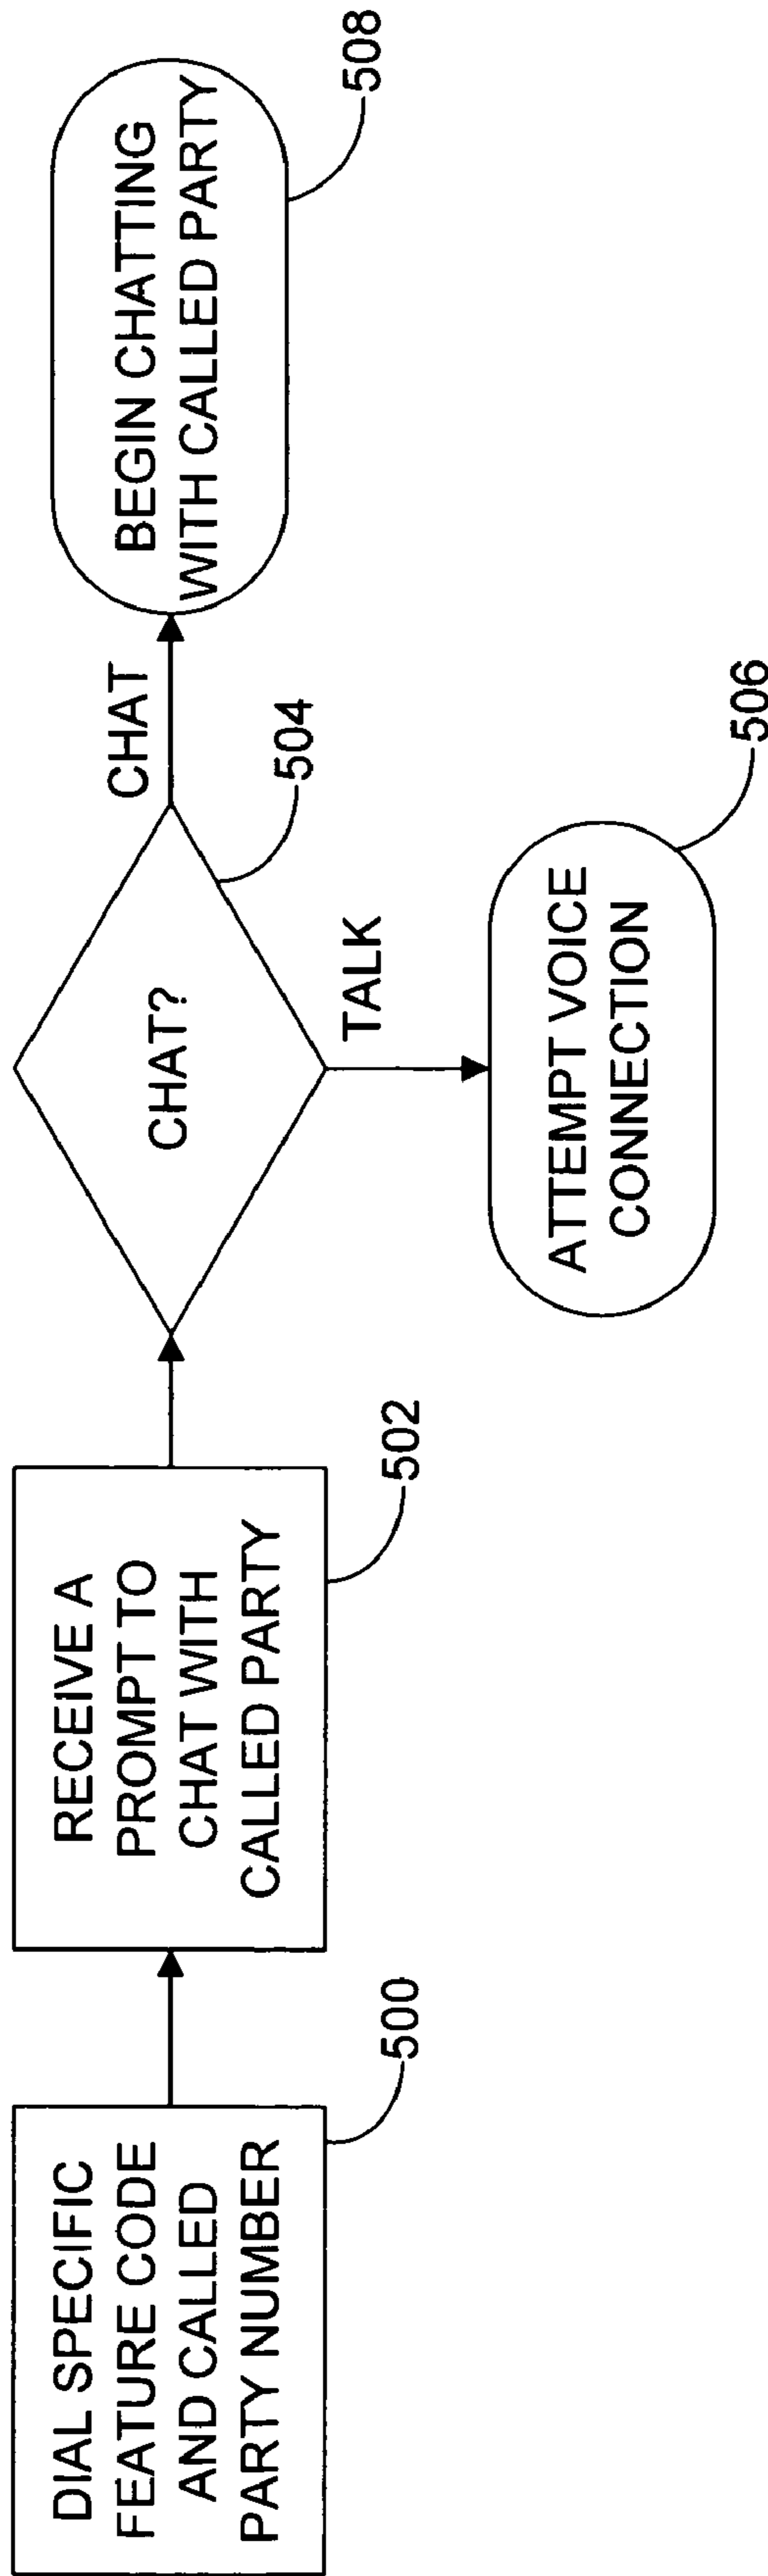 DIAL SPECIFIC
FEATURE CODE
AND CALLED
PARTY NUMBER
500
RECEIVE A
PROMPT TO
CHAT WITH
CALLED PARTY
502
CHAT?
504
CHAT
TALK
BEGIN CHATTING
WITH CALLED PARTY
508
ATTEMPT VOICE
CONNECTION
506